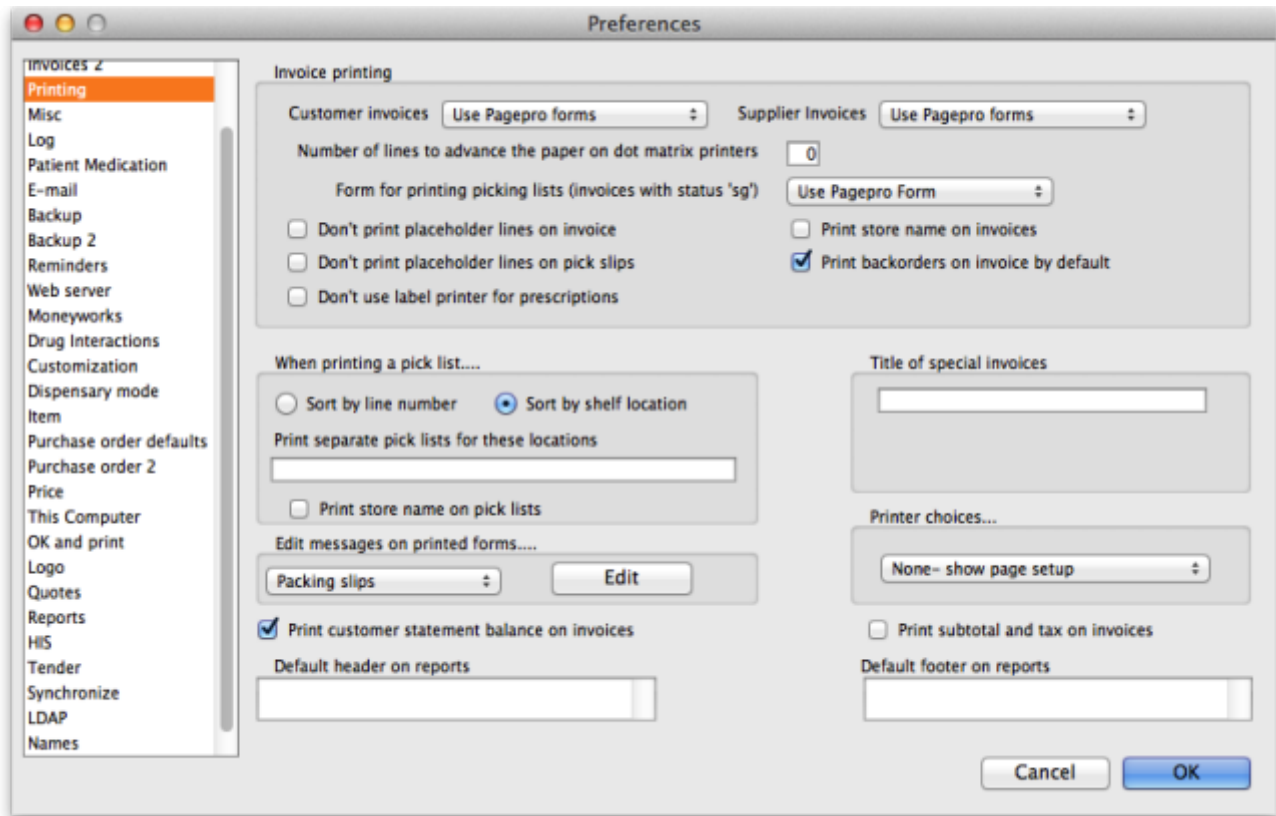 Preferences
Invoices 2
Printing
Misc
Log
Patient Medication
E-mail
Backup
Backup 2
Reminders
Web server
Moneyworks
Drug Interactions
Customization
Dispensary mode
Item
Purchase order defaults
Purchase order 2
Price
This Computer
OK and print
Logo
Quotes
Reports
HIS
Tender
Synchronize
LDAP
Names
Invoice printing
Customer invoices Use Pagepro forms Supplier Invoices Use Pagepro forms
Number of lines to advance the paper on dot matrix printers 0
Form for printing picking lists (invoices with status 'sg') Use Pagepro Form
Don't print placeholder lines on invoice Print store name on invoices
Don't print placeholder lines on pick slips Print backorders on invoice by default
Don't use label printer for prescriptions
When printing a pick list....
Sort by line number Sort by shelf location
Print separate pick lists for these locations
Print store name on pick lists
Title of special invoices
Edit messages on printed forms....
Packing slips Edit
Printer choices...
None- show page setup
Print customer statement balance on invoices Print subtotal and tax on invoices
Default header on reports Default footer on reports
Cancel OK